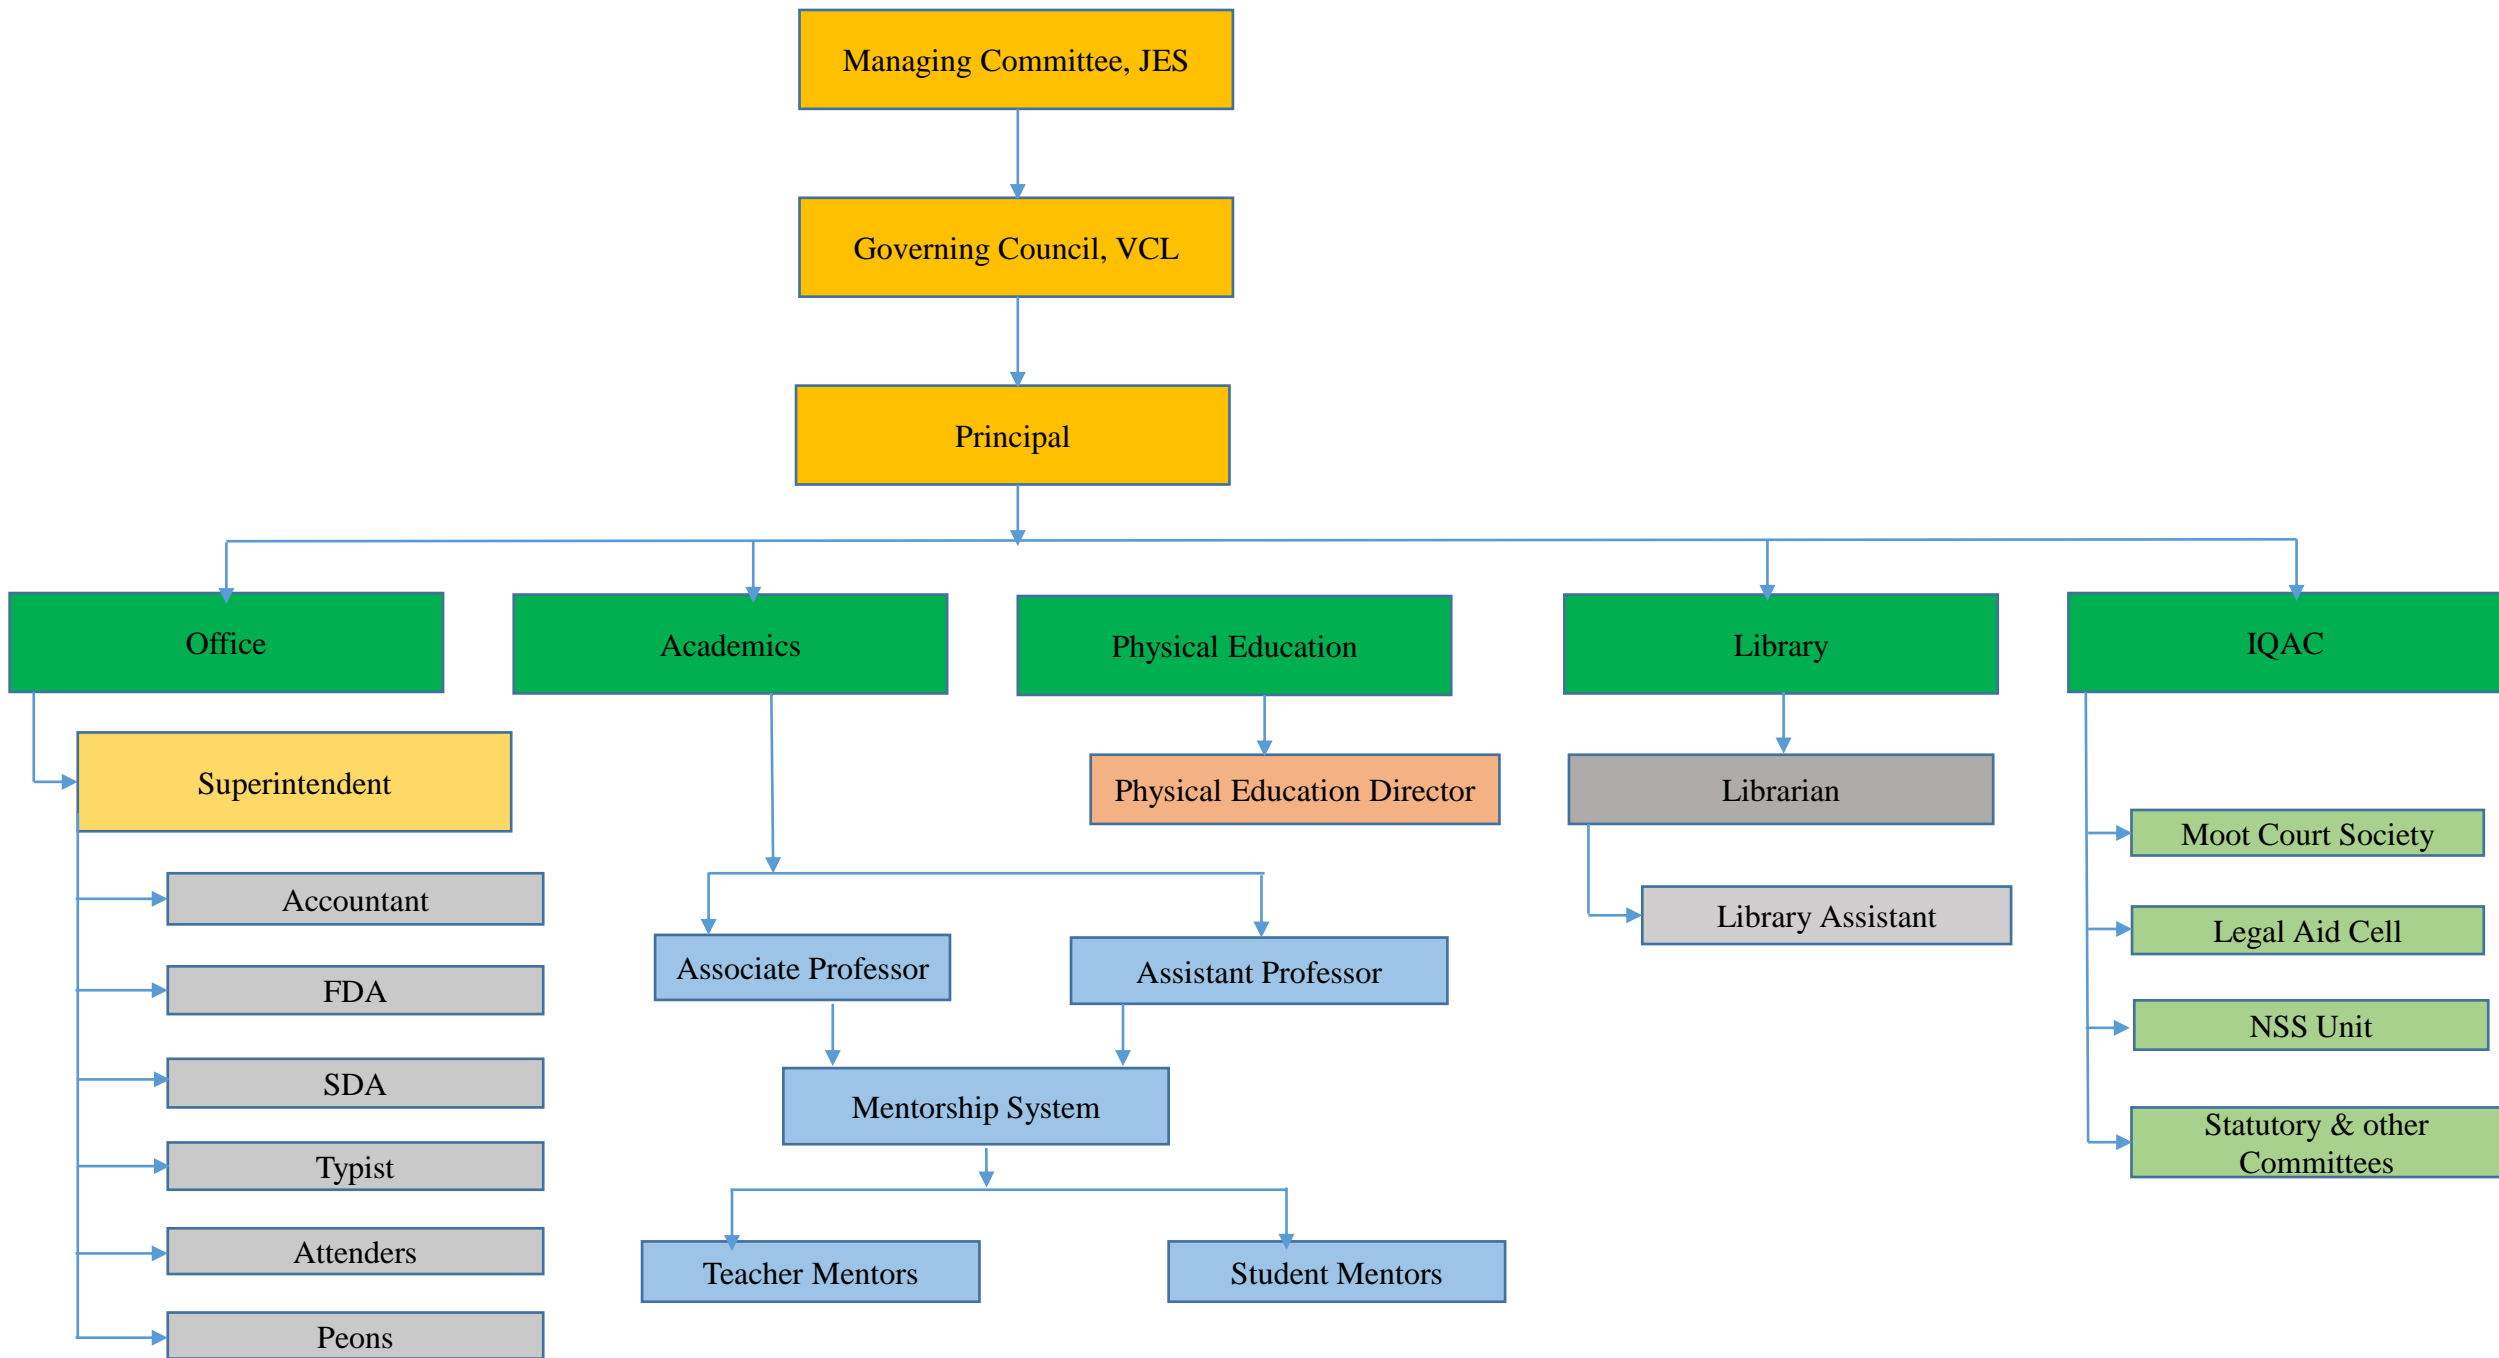 Managing Committee, JES
Governing Council, VCL
Principal
Office
Academics
Physical Education
Library
IQAC
Superintendent
Physical Education Director
Librarian
Moot Court Society
Accountant
Library Assistant
Legal Aid Cell
Associate Professor
Assistant Professor
FDA
NSS Unit
SDA
Mentorship System
Statutory & other
Committees
Typist
Attenders
Teacher Mentors
Student Mentors
Peons